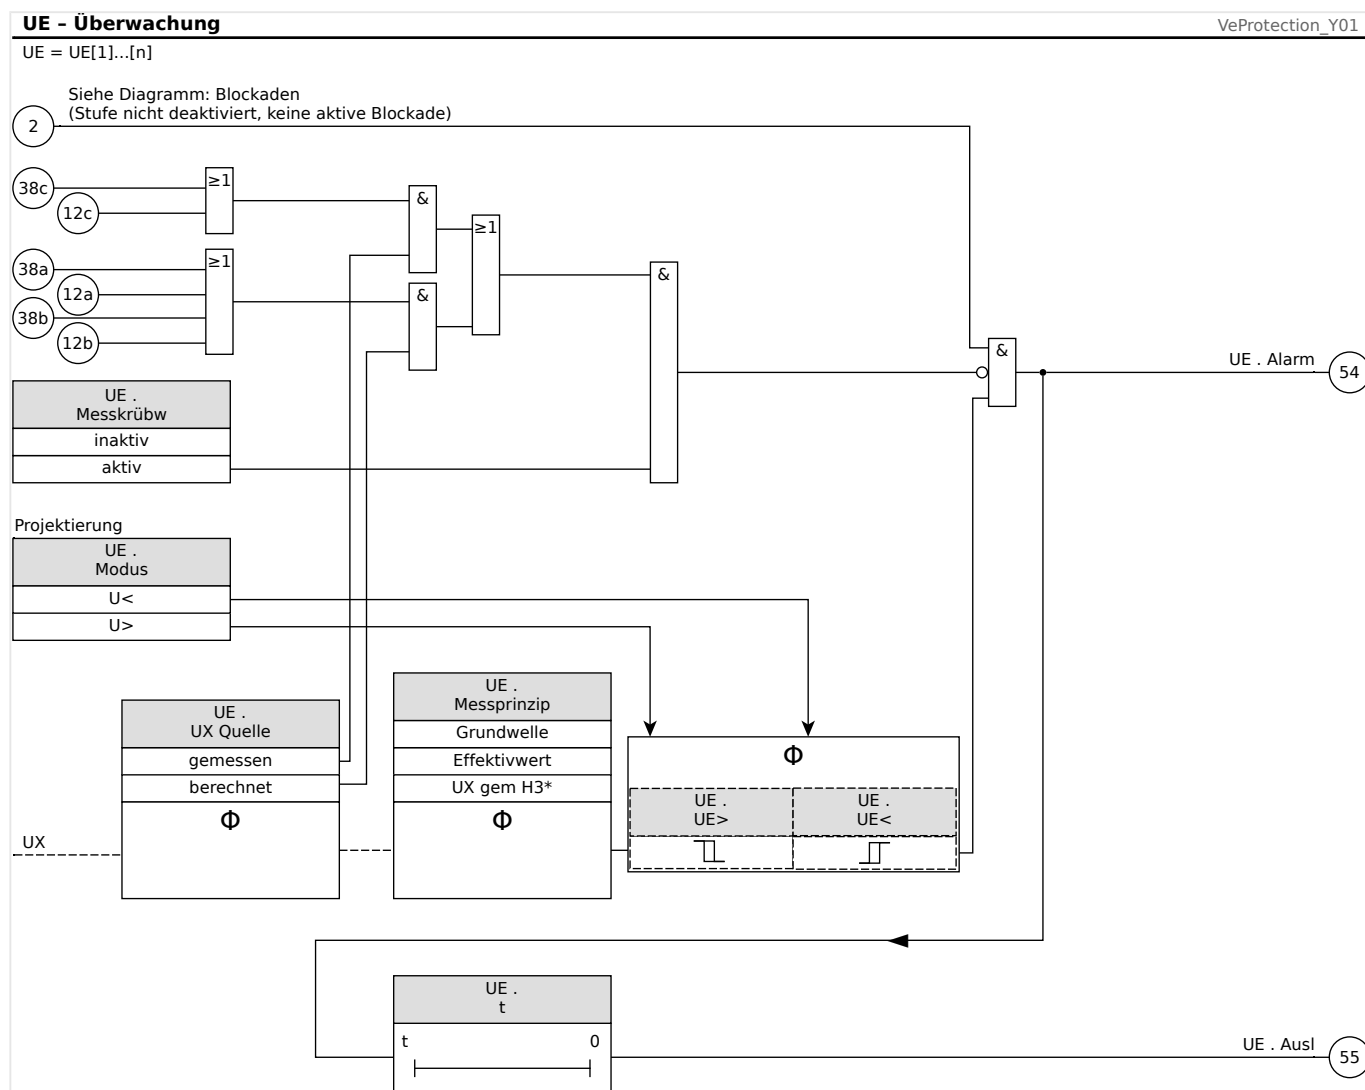 UE – Überwachung
VeProtection_Y01
UE = UE[1]...[n]
Siehe Diagramm: Blockaden
(Stufe nicht deaktiviert, keine aktive Blockade)
2
38c
≥1
12c
&
≥1
38a
≥1
12a
38b
12b
&
&
&
UE . Alarm
54
UE .
Messkrübw
inaktiv
aktiv
Projektierung
UE .
Modus
U<
U>
UE .
UX Quelle
gemessen
berechnet
Φ
UX
UE .
Messprinzip
Grundwelle
Effektivwert
UX gem H3*
Φ
Φ
UE .
UE>
UE .
UE<
UE .
t
t
0
UE . Ausl
55